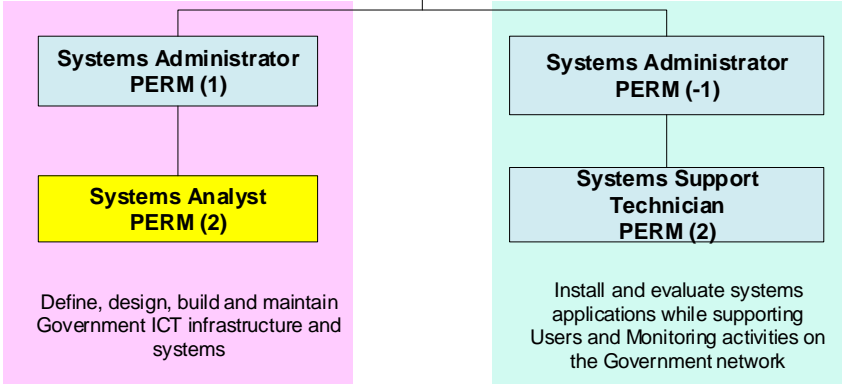 Systems Administrator
PERM (1)
Systems Analyst
PERM (2)
Define, design, build and maintain
Government ICT infrastructure and
systems
Systems Administrator
PERM (-1)
Systems Support
Technician
PERM (2)
Install and evaluate systems
applications while supporting
Users and Monitoring activities on
the Government network